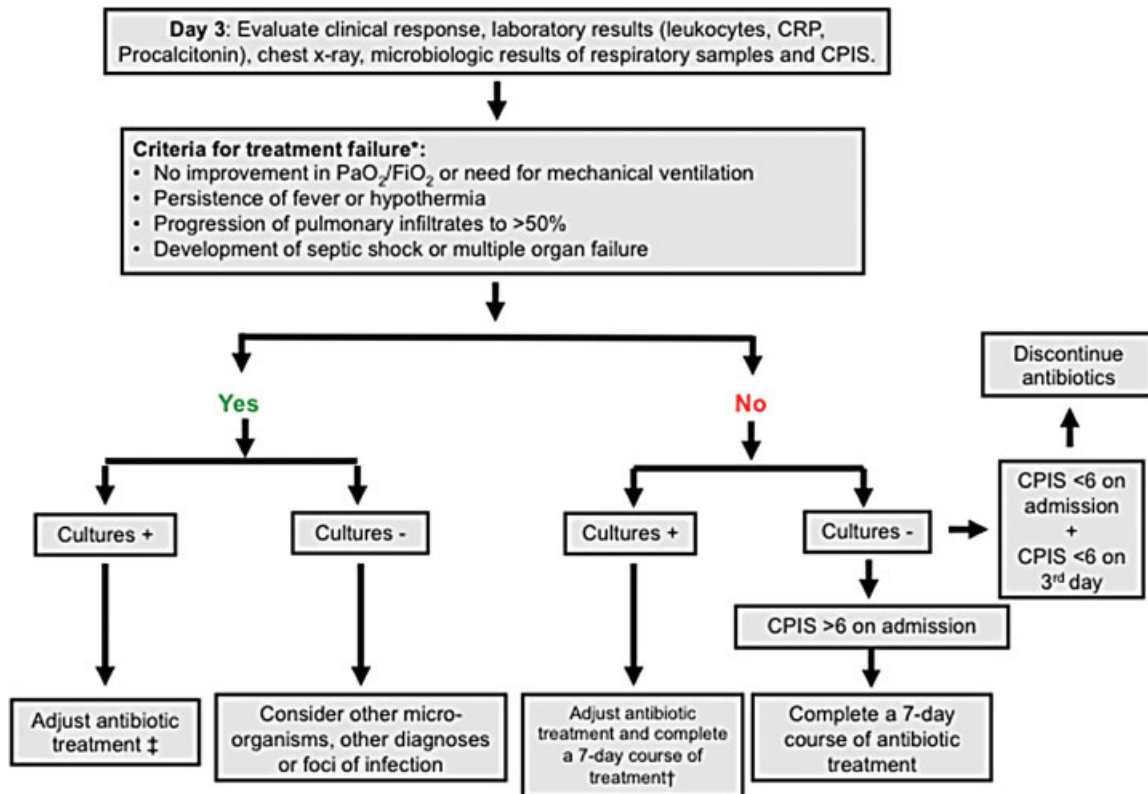 Day 3: Evaluate clinical response, laboratory results (leukocytes, CRP,
Procalcitonin), chest x-ray, microbiologic results of respiratory samples and CPIS.
Criteria for treatment failure*:
• No improvement in PaO₂/FiO₂ or need for mechanical ventilation
• Persistence of fever or hypothermia
• Progression of pulmonary infiltrates to >50%
• Development of septic shock or multiple organ failure
Yes
No
Discontinue
antibiotics
Cultures +
Cultures -
Cultures +
Cultures -
CPIS <6 on
admission
+
CPIS <6 on
3rd day
CPIS >6 on admission
Adjust antibiotic
treatment ‡
Consider other micro-
organisms, other diagnoses
or foci of infection
Adjust antibiotic
treatment and complete
a 7-day course of
treatment†
Complete a 7-day
course of antibiotic
treatment